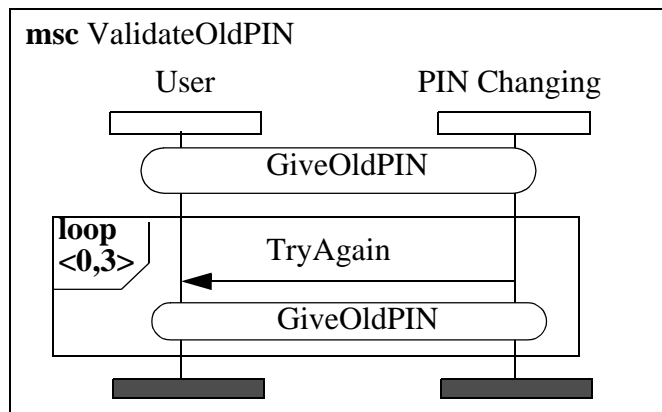 msc ValidateOldPIN
User PIN Changing
GiveOldPIN
loop
<0,3>
TryAgain
GiveOldPIN